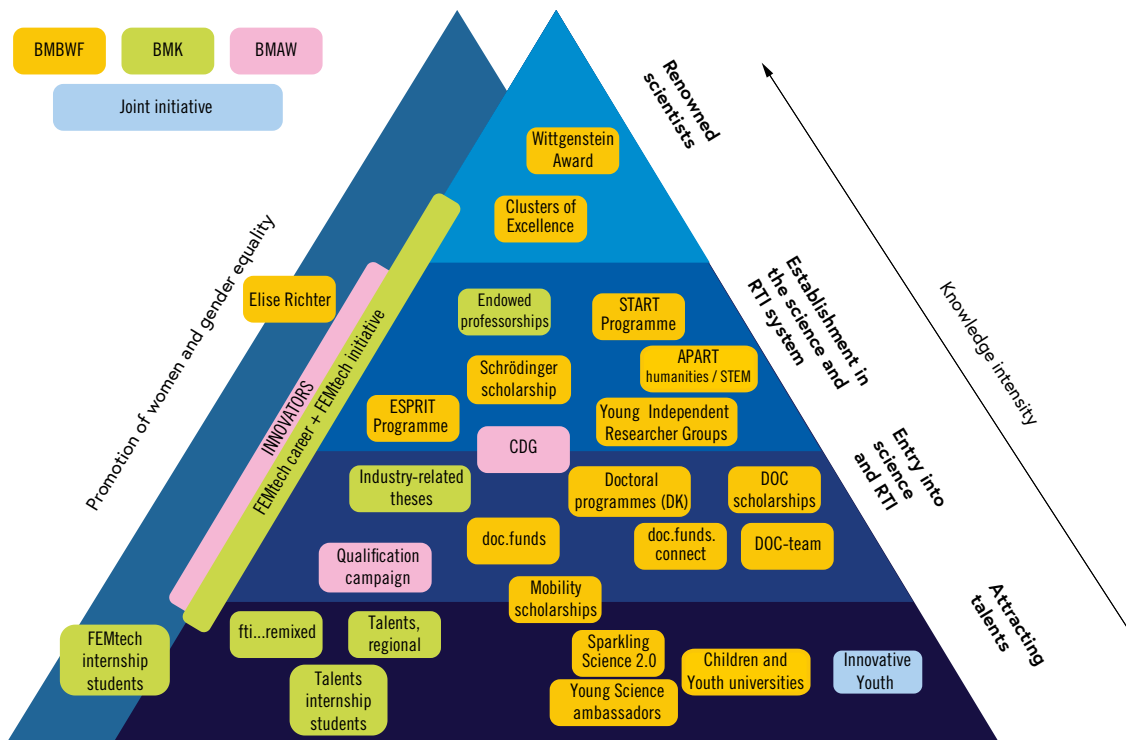 BMBWF
BMK
BMAW
Joint initiative
Renowned
scientists
Wittgenstein
Award
Clusters of
Excellence
Promotion of women and gender equality
Elise Richter
INNOVATORS
FEMtech career + FEMtech initiative
Establishment in
the science and
RTI system
Knowledge intensity
Endowed
professorships
START
Programme
APART
humanities / STEM
Schrödinger
scholarship
ESPRIT
Programme
Young Independent
Researcher Groups
CDG
Entry into
science
and RTI
Industry-related
theses
Doctoral
programmes (DK)
DOC
scholarships
doc.funds
doc.funds.
connect
DOC-team
Qualification
campaign
Mobility
scholarships
Attracting
talents
FEMtech
internship
students
fti...remixed
Talents,
regional
Talents
internship
students
Sparkling
Science 2.0
Young Science
ambassadors
Children and
Youth universities
Innovative
Youth